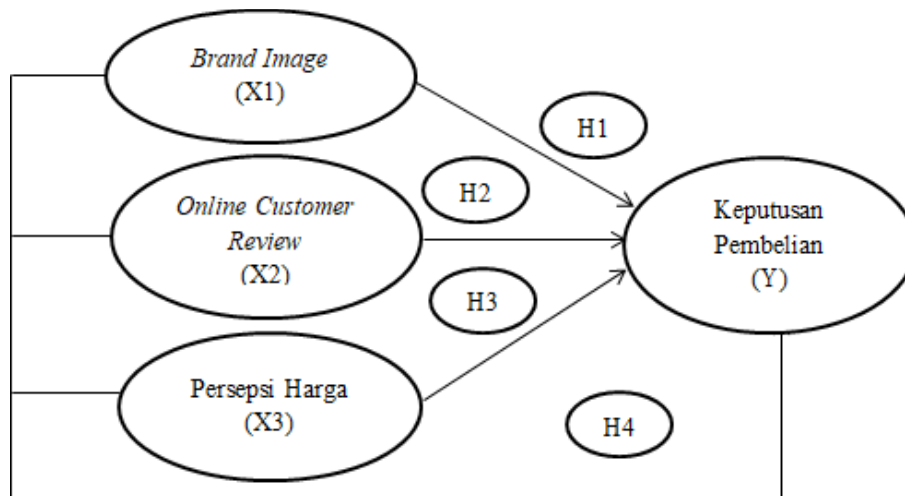 Brand Image
(X1)
H1
H2
Online Customer
Review
(X2)
Keputusan
Pembelian
(Y)
H3
Persepsi Harga
(X3)
H4